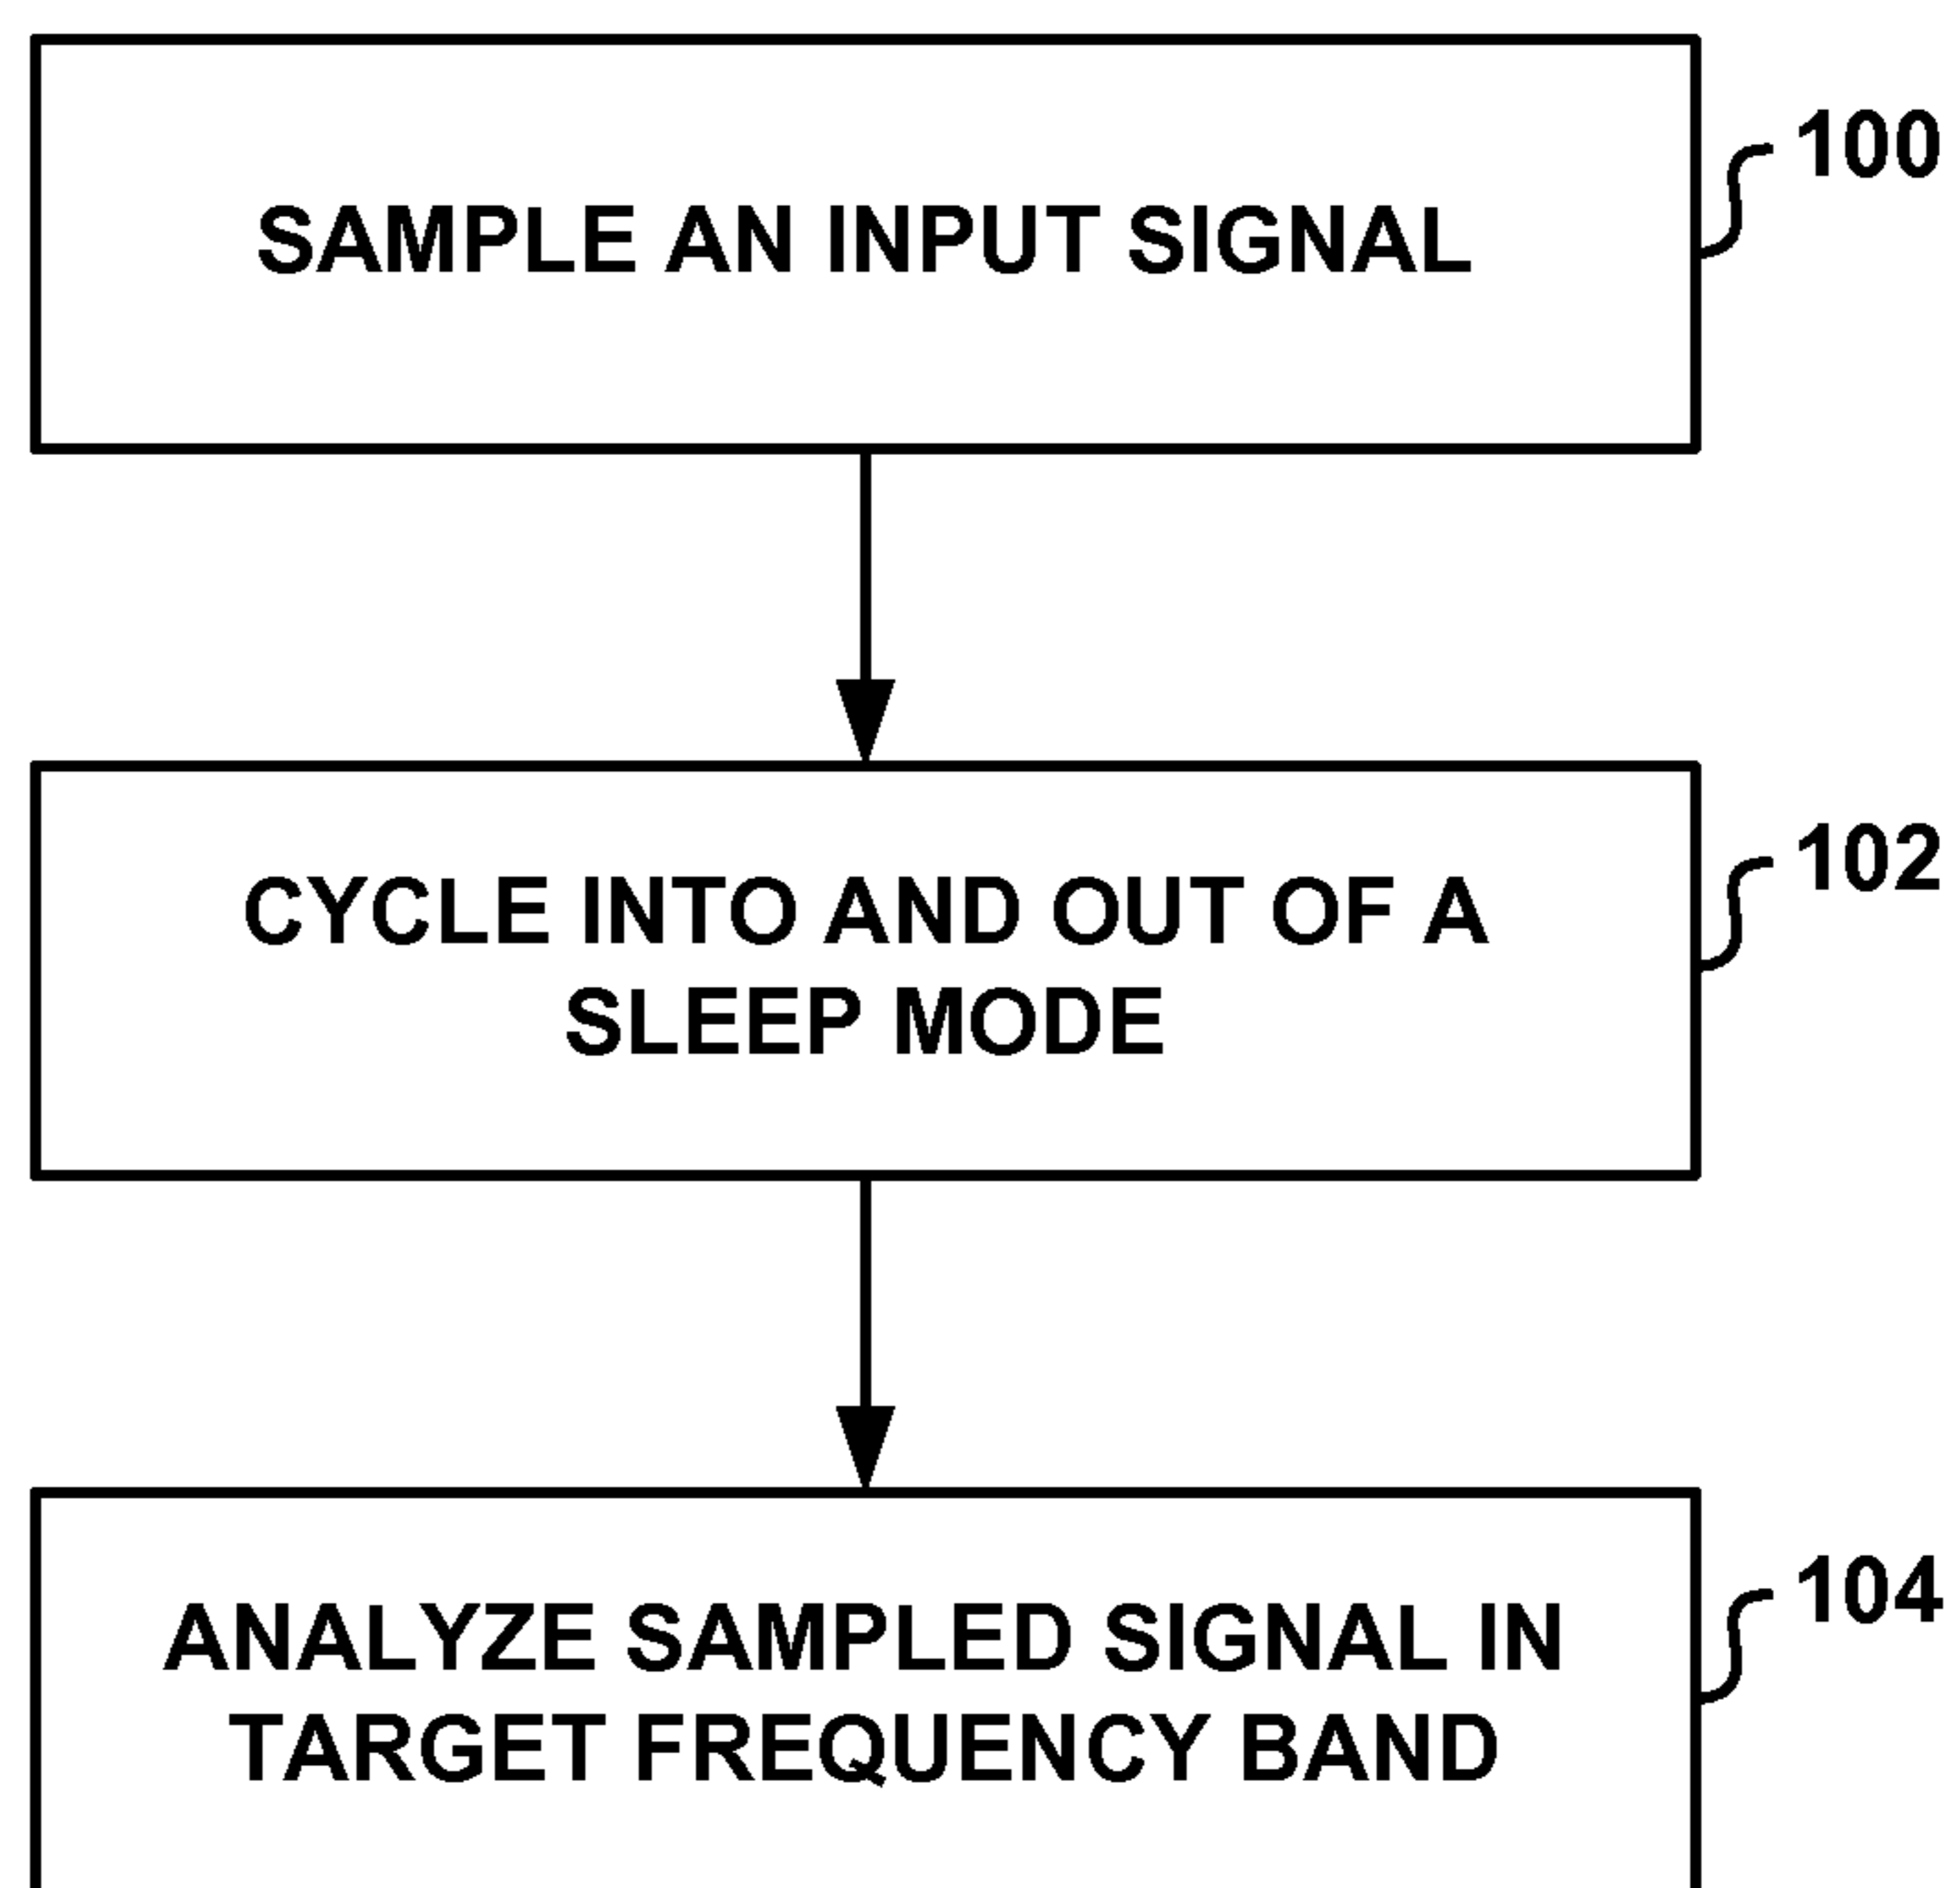 SAMPLE AN INPUT SIGNAL
100
CYCLE INTO AND OUT OF A
SLEEP MODE
102
ANALYZE SAMPLED SIGNAL IN
TARGET FREQUENCY BAND
104